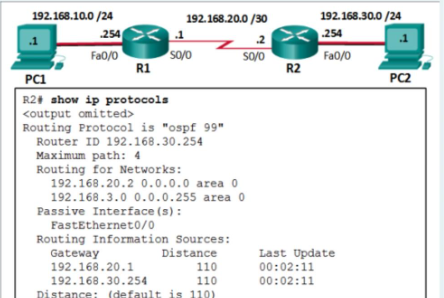 192.168.10.0 /24 192.168.20.0 /30 192.168.30.0 /24
.1 .254 .1 .2 .254 .1
Fa0/0 S0/0 S0/0 Fa0/0
PC1 R1 R2 PC2
R2# show ip protocols
<output omitted>
Routing Protocol is "ospf 99"
Router ID 192.168.30.254
Maximum path: 4
Routing for Networks:
192.168.20.2 0.0.0.0 area 0
192.168.3.0 0.0.0.255 area 0
Passive Interface(s):
FastEthernet0/0
Routing Information Sources:
Gateway Distance Last Update
192.168.20.1 110 00:02:11
192.168.30.254 110 00:02:11
Distance: (default is 110)